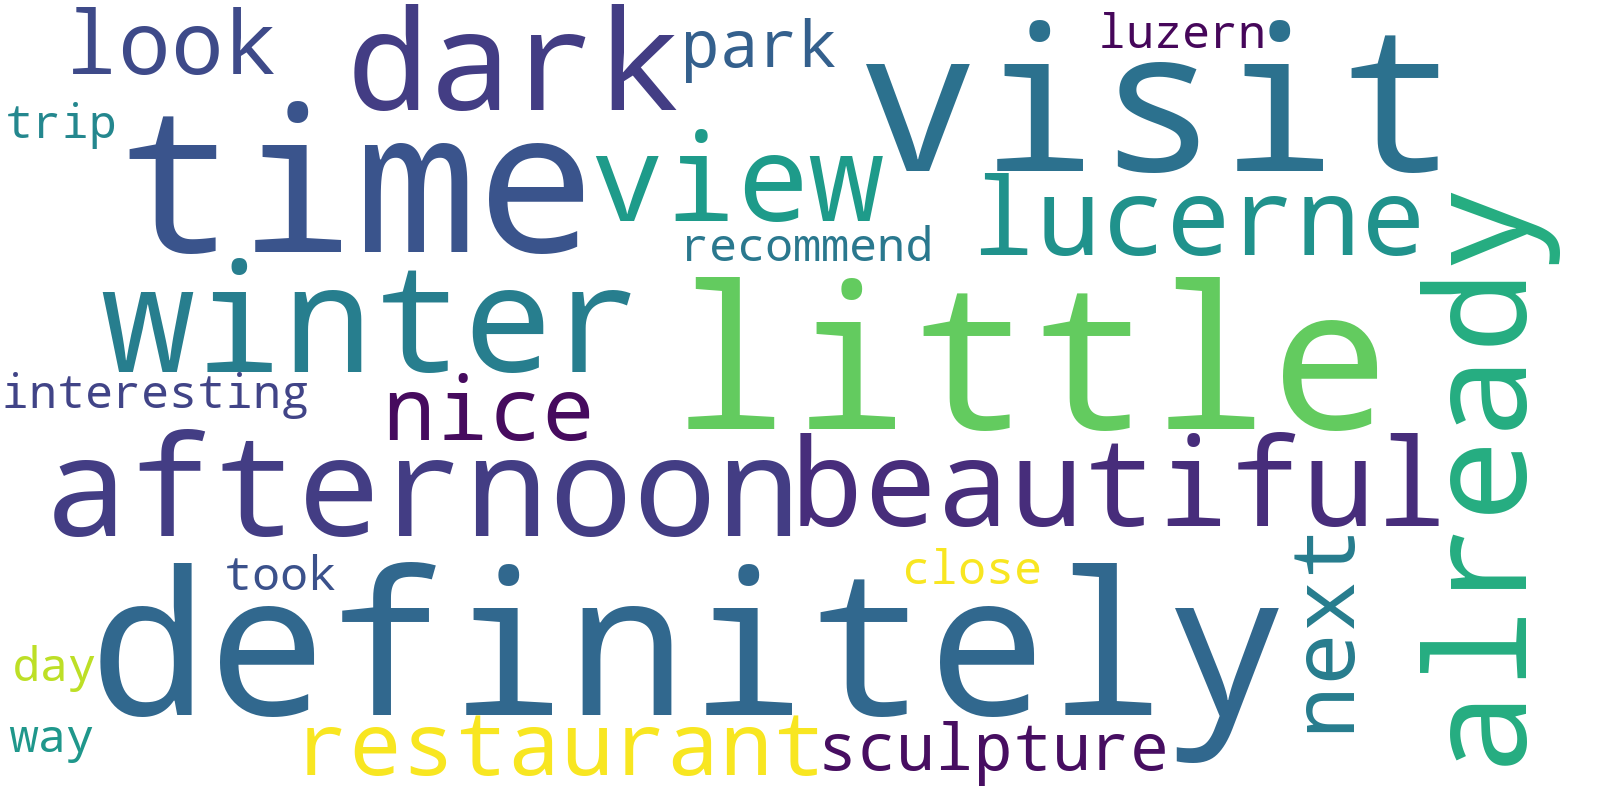 look
dark
park
luzern
visit
trip
time
view
lucerne
recommend
winter
little
already
interesting
nice
afternoon
beautiful
took
close
next
definitely
day
way
restaurant
sculpture